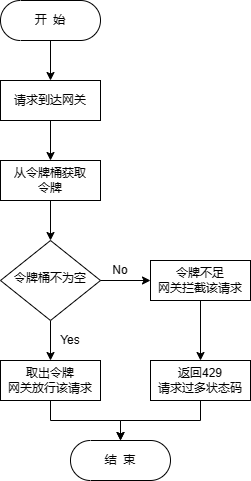 开 始
请求到达网关
从令牌桶获取
令牌
令牌桶不为空
No
令牌不足
网关拦截该请求
Yes
取出令牌
网关放行该请求
返回429
请求过多状态码
结 束